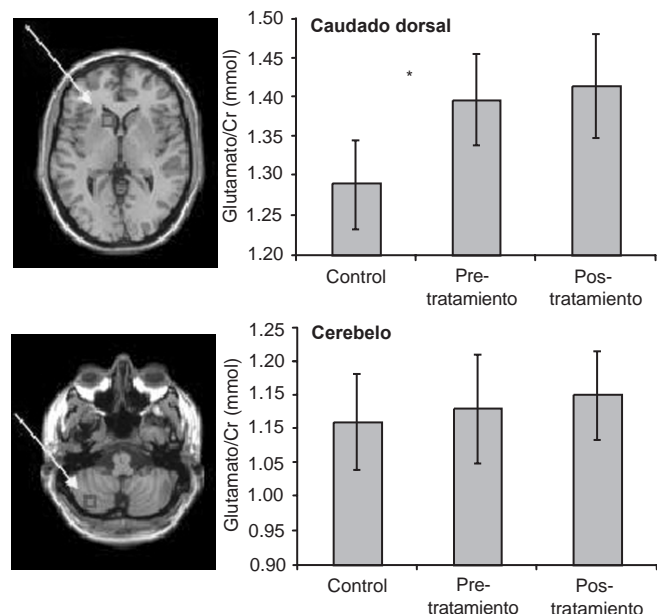 Caudado dorsal
Glutamato/Cr (mmol)
1.50
1.40
1.40
1.35
1.30
1.25
1.20
*
Control
Pre-
tratamiento
Pos-
tratamiento
Cerebelo
Glutamato/Cr (mmol)
1.25
1.20
1.15
1.15
1.05
1.00
0.95
0.90
Control
Pre-
tratamiento
Pos-
tratamiento